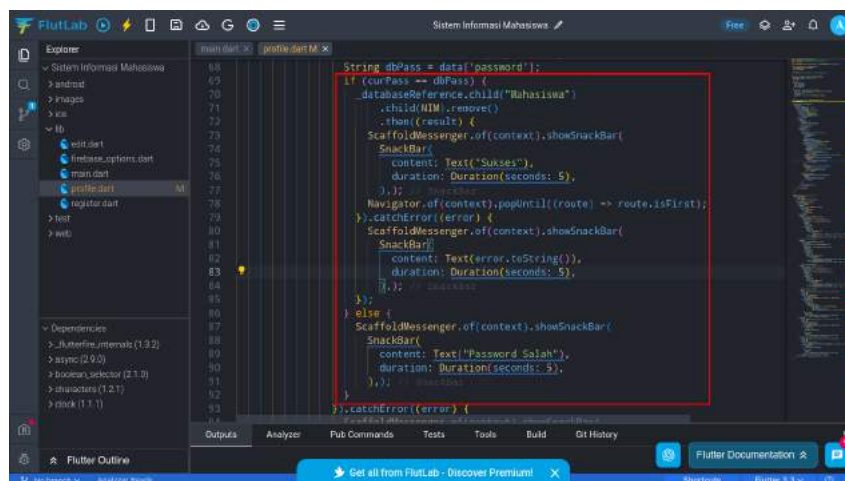 FlutLab
Sistem Informasi Mahasiswa
Free
Explorer
main.dart
profile.dart M
Sistem Informasi Mahasiswa
android
images
ios
lib
edit.dart
firebase_options.dart
main.dart
profile.dart M
register.dart
test
web
Dependencies
_flutterfire_internals (1.3.2)
async (2.9.0)
boolean_selector (2.1.0)
characters (1.2.1)
clock (1.1.1)
Flutter Outline
68 String dbPass = data['password'];
69 if (curPass == dbPass) {
70 _databaseReference.child("Mahasiswa")
71 .child(NIM).remove()
72 .then((result) {
73 ScaffoldMessenger.of(context).showSnackBar(
74 SnackBar(
75 content: Text("Sukses"),
76 duration: Duration(seconds: 5),
77 ),); // SnackBar
78 Navigator.of(context).popUntil((route) => route.isFirst);
79 }).catchError((error) {
80 ScaffoldMessenger.of(context).showSnackBar(
81 SnackBar(
82 content: Text(error.toString()),
83 duration: Duration(seconds: 5),
84 ),); // SnackBar
85 });
86 } else {
87 ScaffoldMessenger.of(context).showSnackBar(
88 SnackBar(
89 content: Text("Password Salah"),
90 duration: Duration(seconds: 5),
91 ),); // SnackBar
92 }
93 }).catchError((error) {
Outputs Analyzer Pub Commands Tests Tools Build Git History
Flutter Documentation
Get all from FlutLab - Discover Premium!